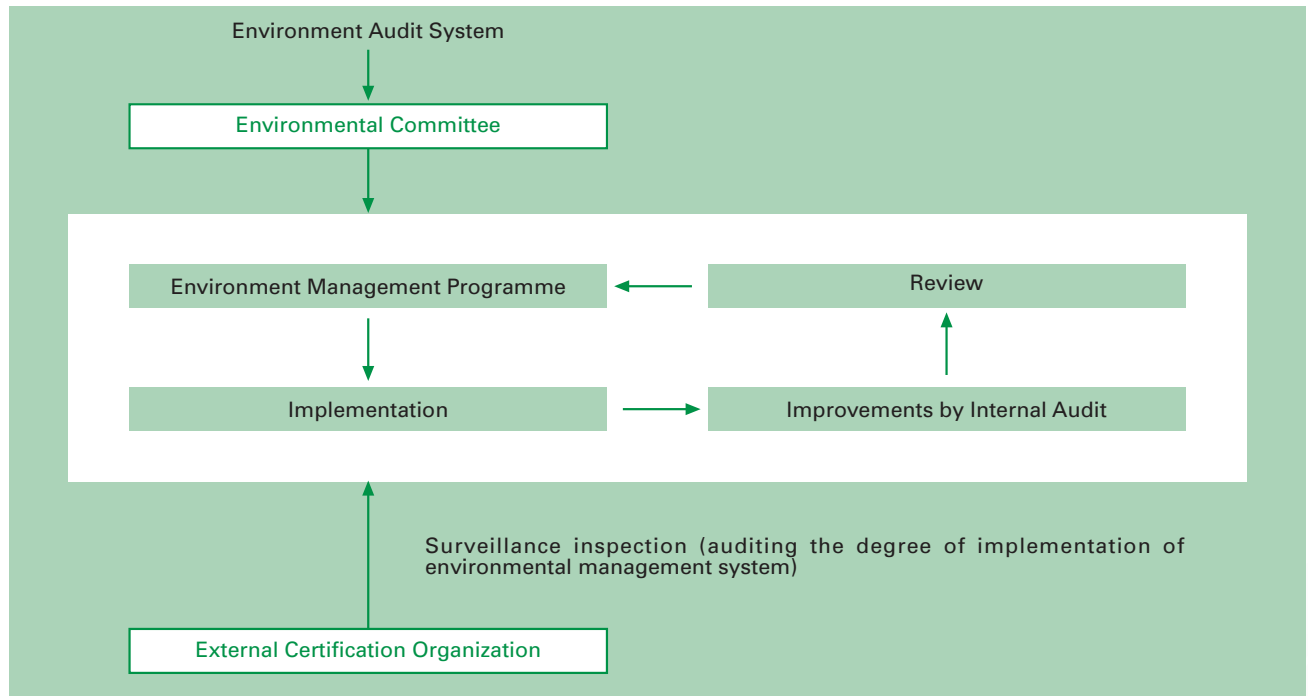 Environment Audit System
Environmental Committee
Environment Management Programme
Review
Implementation
Improvements by Internal Audit
Surveillance inspection (auditing the degree of implementation of
environmental management system)
External Certification Organization